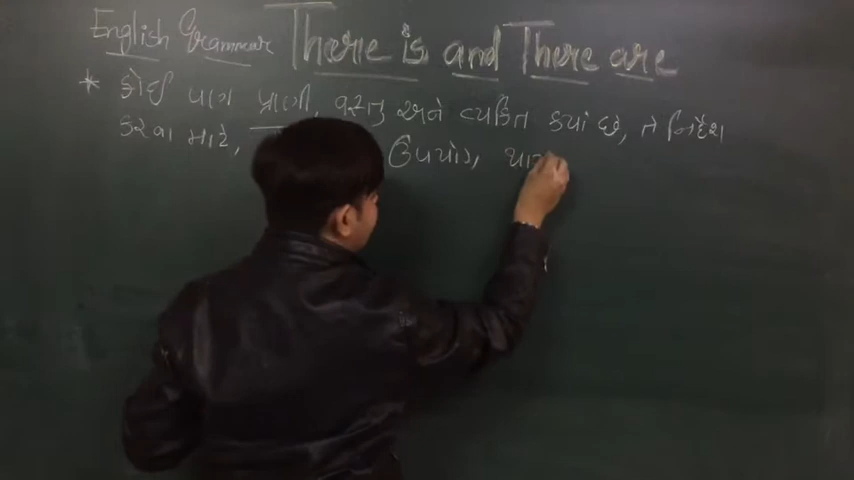 English Grammar There is and There are
* કોઈ પણ પ્રાણી, વસ્તુ અને વ્યક્તિ ક્યાં છે, તે નિર્દેશ
કરવા માટે, ઉપયોગ, થા